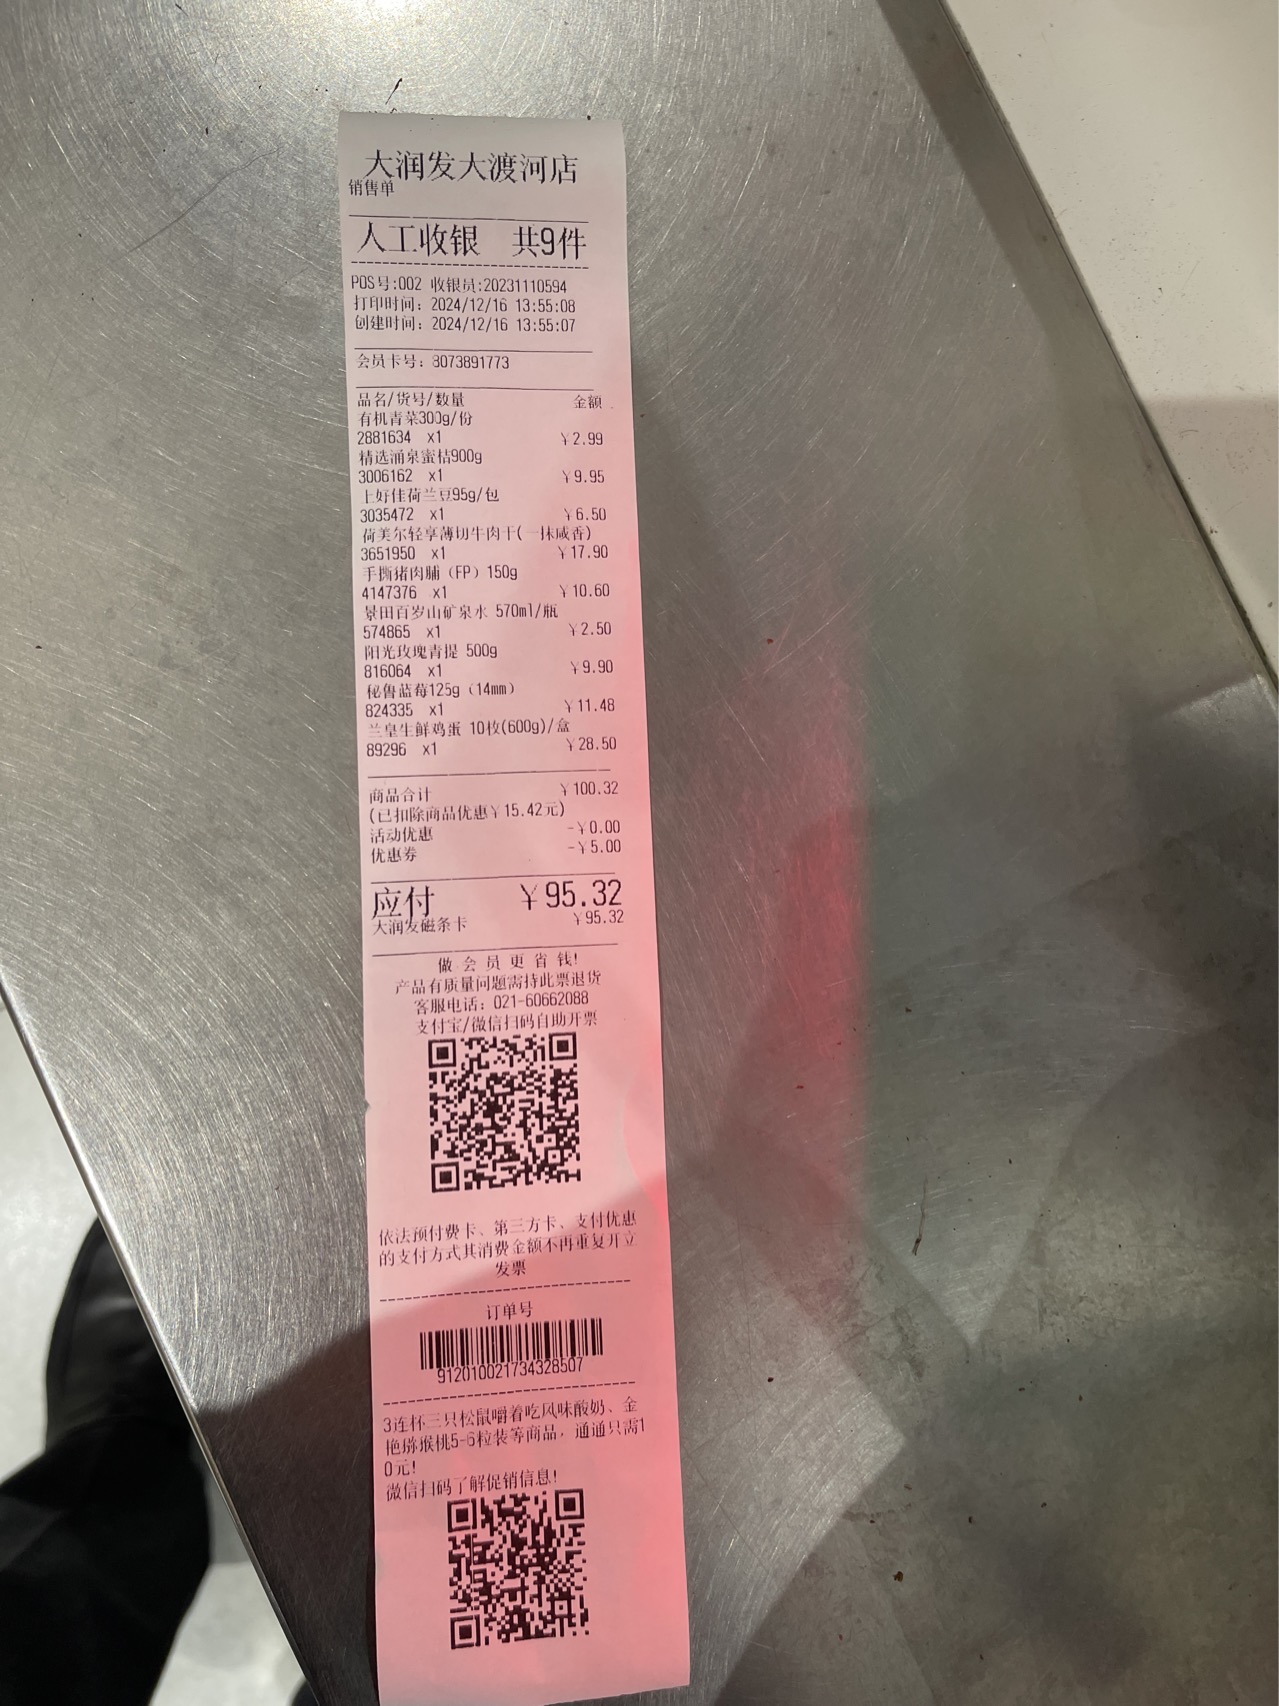 大润发大渡河店
销售单
人工收银 共9件
POS号:002 收银员:20231110594
打印时间: 2024/12/16 13:55:08
创建时间: 2024/12/16 13:55:07
会员卡号: 3073891773
品名/货号/数量 金额
有机青菜300g/份
2881634 x1 ¥2.99
精选涌泉蜜桔900g
3006162 x1 ¥9.95
上好佳荷兰豆95g/包
3035472 x1 ¥6.50
荷美尔轻享薄切牛肉干(一抹咸香)
3651950 x1 ¥17.90
手撕猪肉脯（FP）150g
4147376 x1 ¥10.60
景田百岁山矿泉水 570ml/瓶
574865 x1 ¥2.50
阳光玫瑰青提 500g
816064 x1 ¥9.90
秘鲁蓝莓125g（14mm）
824335 x1 ¥11.48
兰皇生鲜鸡蛋 10枚(600g)/盒
89296 x1 ¥28.50
商品合计 ¥100.32
(已扣除商品优惠¥15.42元)
活动优惠 -¥0.00
优惠券 -¥5.00
应付 ¥95.32
大润发磁条卡 ¥95.32
做 会 员 更 省 钱!
产品有质量问题需持此票退货
客服电话: 021-60662088
支付宝/微信扫码自助开票
依法预付费卡、第三方卡、支付优惠
的支付方式其消费金额不再重复开立
发票
订单号
912010021734328507
3连杯三只松鼠嚼着吃风味酸奶、金
艳猕猴桃5-6粒装等商品，通通只需1
0元!
微信扫码了解促销信息!